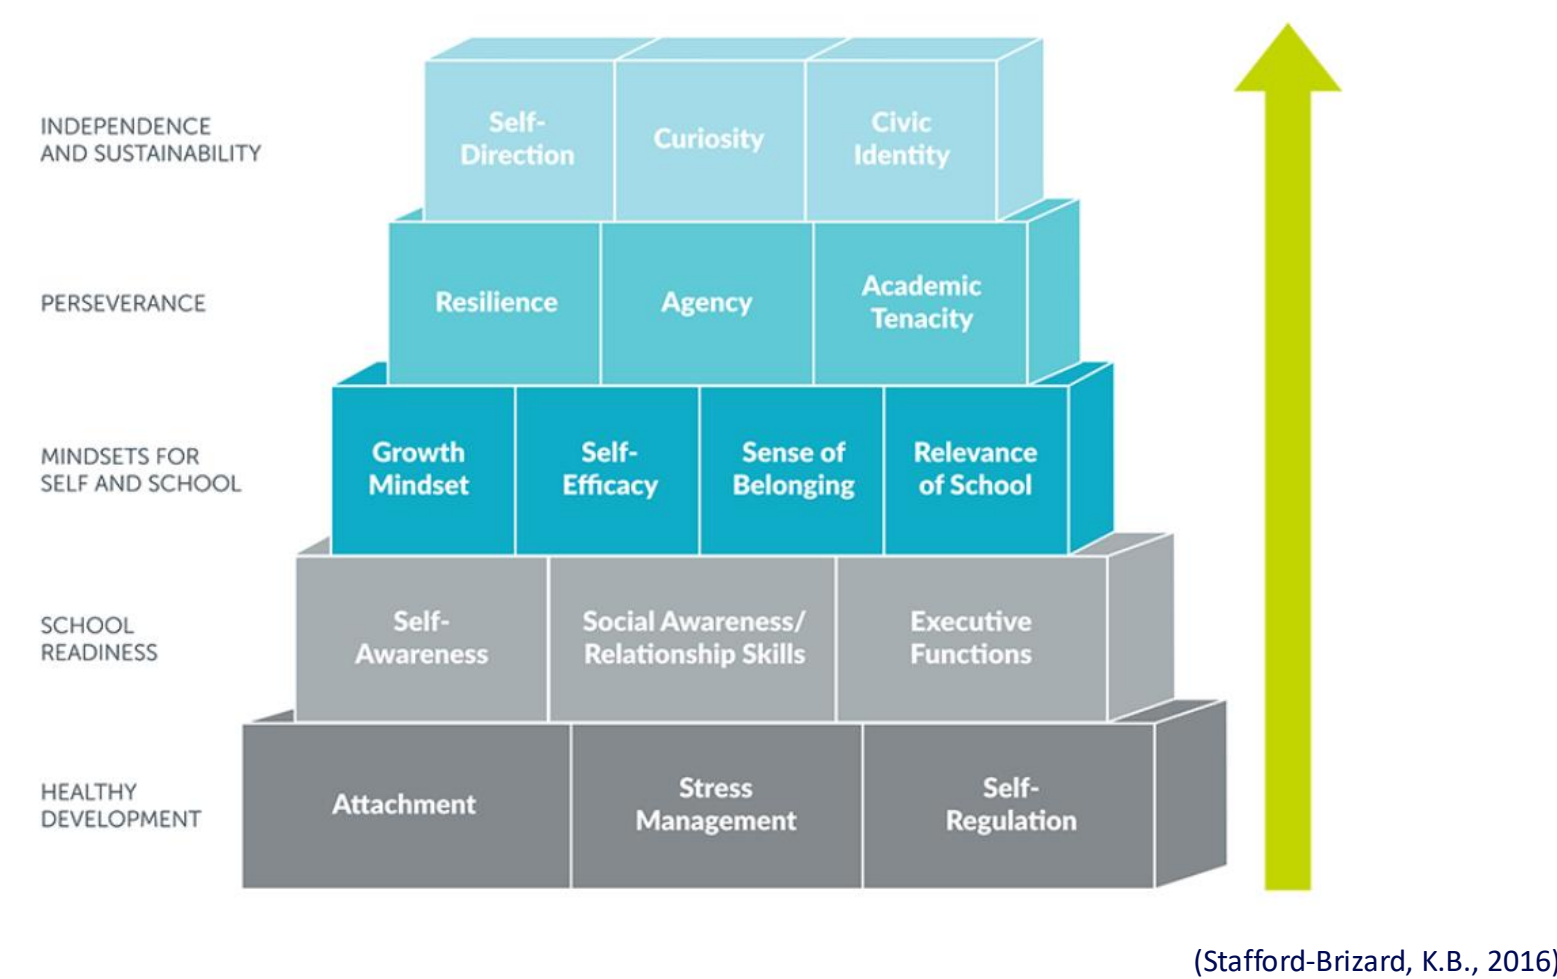 INDEPENDENCE
AND SUSTAINABILITY
Self-
Direction
Curiosity
Civic
Identity
PERSEVERANCE
Resilience
Agency
Academic
Tenacity
MINDSETS FOR
SELF AND SCHOOL
Growth
Mindset
Self-
Efficacy
Sense of
Belonging
Relevance
of School
SCHOOL
READINESS
Self-
Awareness
Social Awareness/
Relationship Skills
Executive
Functions
HEALTHY
DEVELOPMENT
Attachment
Stress
Management
Self-
Regulation
(Stafford-Brizard, K.B., 2016)